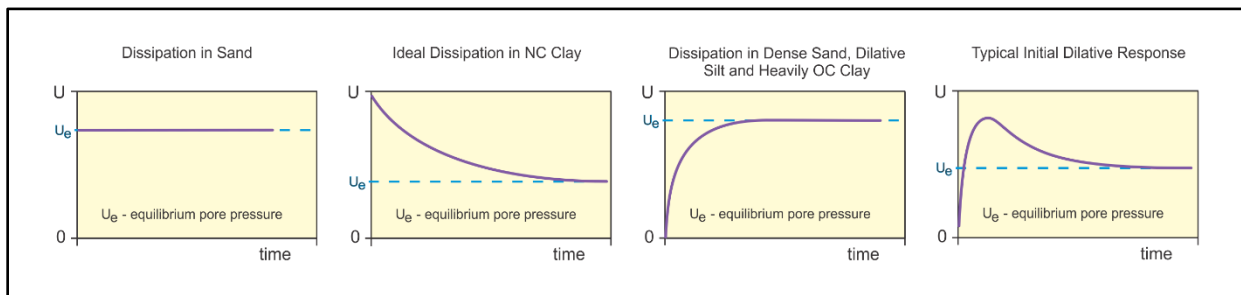 Dissipation in Sand
U
Ue
Ue - equilibrium pore pressure
0
time
Ideal Dissipation in NC Clay
U
Ue
Ue - equilibrium pore pressure
0
time
Dissipation in Dense Sand, Dilative
Silt and Heavily OC Clay
U
Ue
Ue - equilibrium pore pressure
0
time
Typical Initial Dilative Response
U
Ue
Ue - equilibrium pore pressure
0
time